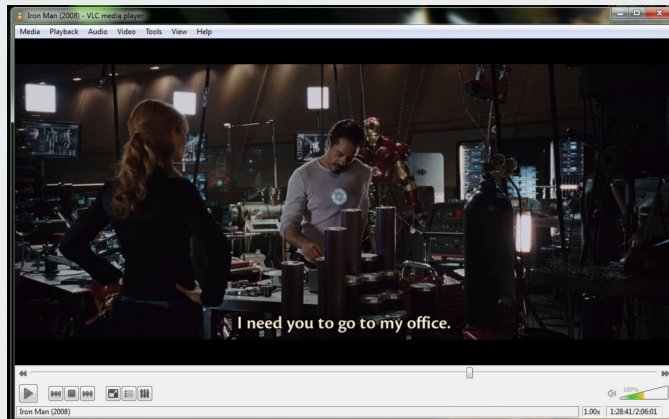 Iron Man (2008) - VLC media player
Media Playback Audio Video Tools View Help
I need you to go to my office.
100%
Iron Man (2008) 1.00x 1:28:41/2:06:01